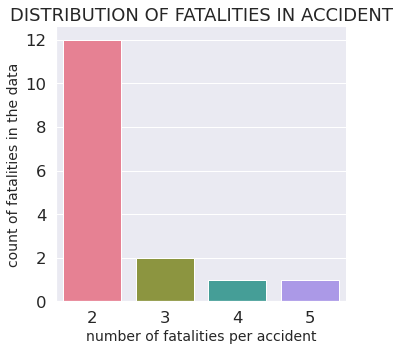 DISTRIBUTION OF FATALITIES IN ACCIDENT
12
10
8
6
4
2
0
count of fatalities in the data
2 3 4 5
number of fatalities per accident